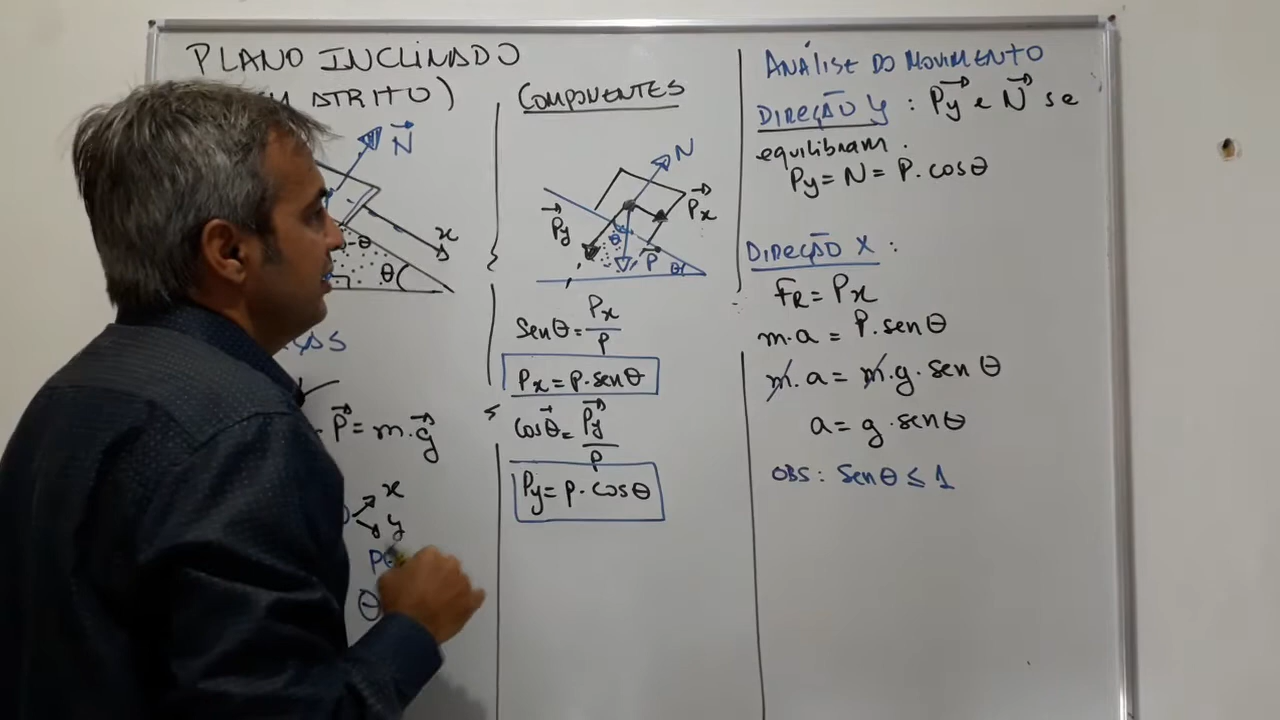 PLANO INCLINADO
ATRITO)
N
x
θ
θ
P = m.g
x
y
COMPONENTES
N
Px
Py
θ
P
θ
Senθ = Px/P
Px = P.senθ
cosθ = Py/P
Py = P.cosθ
ANÁLISE DO MOVIMENTO
DIREÇÃO Y : Py e N se
equilibram.
Py = N = P.cosθ
DIREÇÃO X :
FR = Px
m.a = P.senθ
m.a = m.g.senθ
a = g.senθ
OBS: Senθ ≤ 1